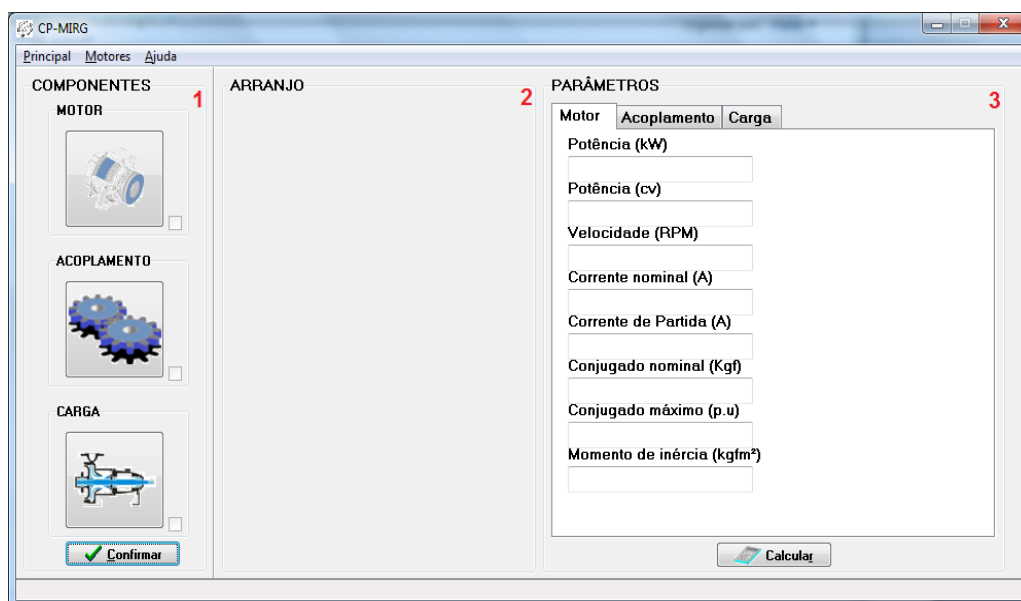 CP-MIRG
Principal Motores Ajuda
COMPONENTES 1
MOTOR
ACOPLAMENTO
CARGA
Confirmar
ARRANJO 2
PARÂMETROS 3
Motor Acoplamento Carga
Potência (kW)
Potência (cv)
Velocidade (RPM)
Corrente nominal (A)
Corrente de Partida (A)
Conjugado nominal (Kgf)
Conjugado máximo (p.u)
Momento de inércia (kgfm²)
Calcular